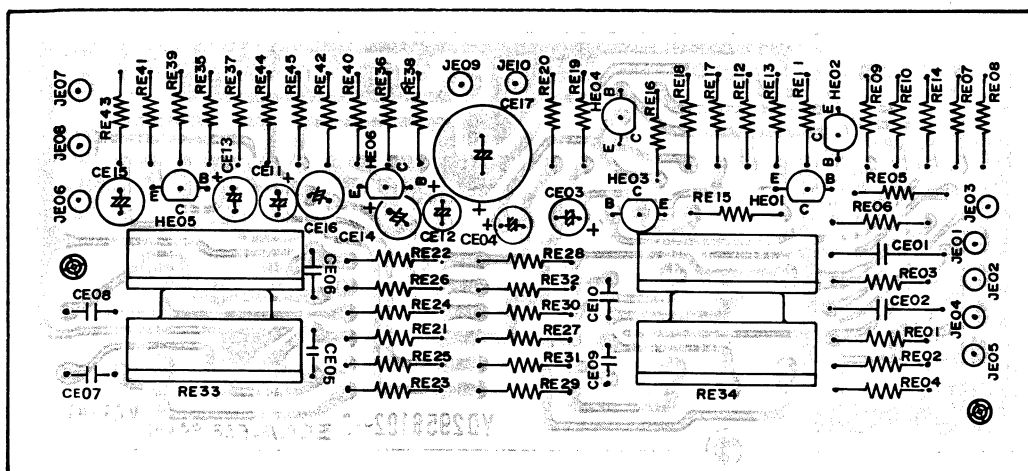 JE07
RE43
RE41
RE39
RE35
RE37
RE44
RE45
RE42
RE40
RE36
RE38
JE09
JE10
CE17
RE20
RE19
HE04
B
E
RE16
RE18
RE17
RE12
RE13
RE11
HE02
E
C
B
RE09
RE10
RE14
RE07
RE08
JE08
JE06
CE15
E
B
C
HE05
CE13
+
CE11
+
CE16
HE06
E
C
B
+
CE14
+
CE12
+
CE04
+
CE03
+
HE03
B
C
E
RE15
HE01
E
B
C
RE05
RE06
JE03
CE08
CE07
CE06
CE05
RE33
RE22
RE26
RE24
RE21
RE25
RE23
RE28
RE32
RE30
RE27
RE31
RE29
CE10
CE09
RE34
CE01
RE03
CE02
RE01
RE02
RE04
JE01
JE02
JE04
JE05